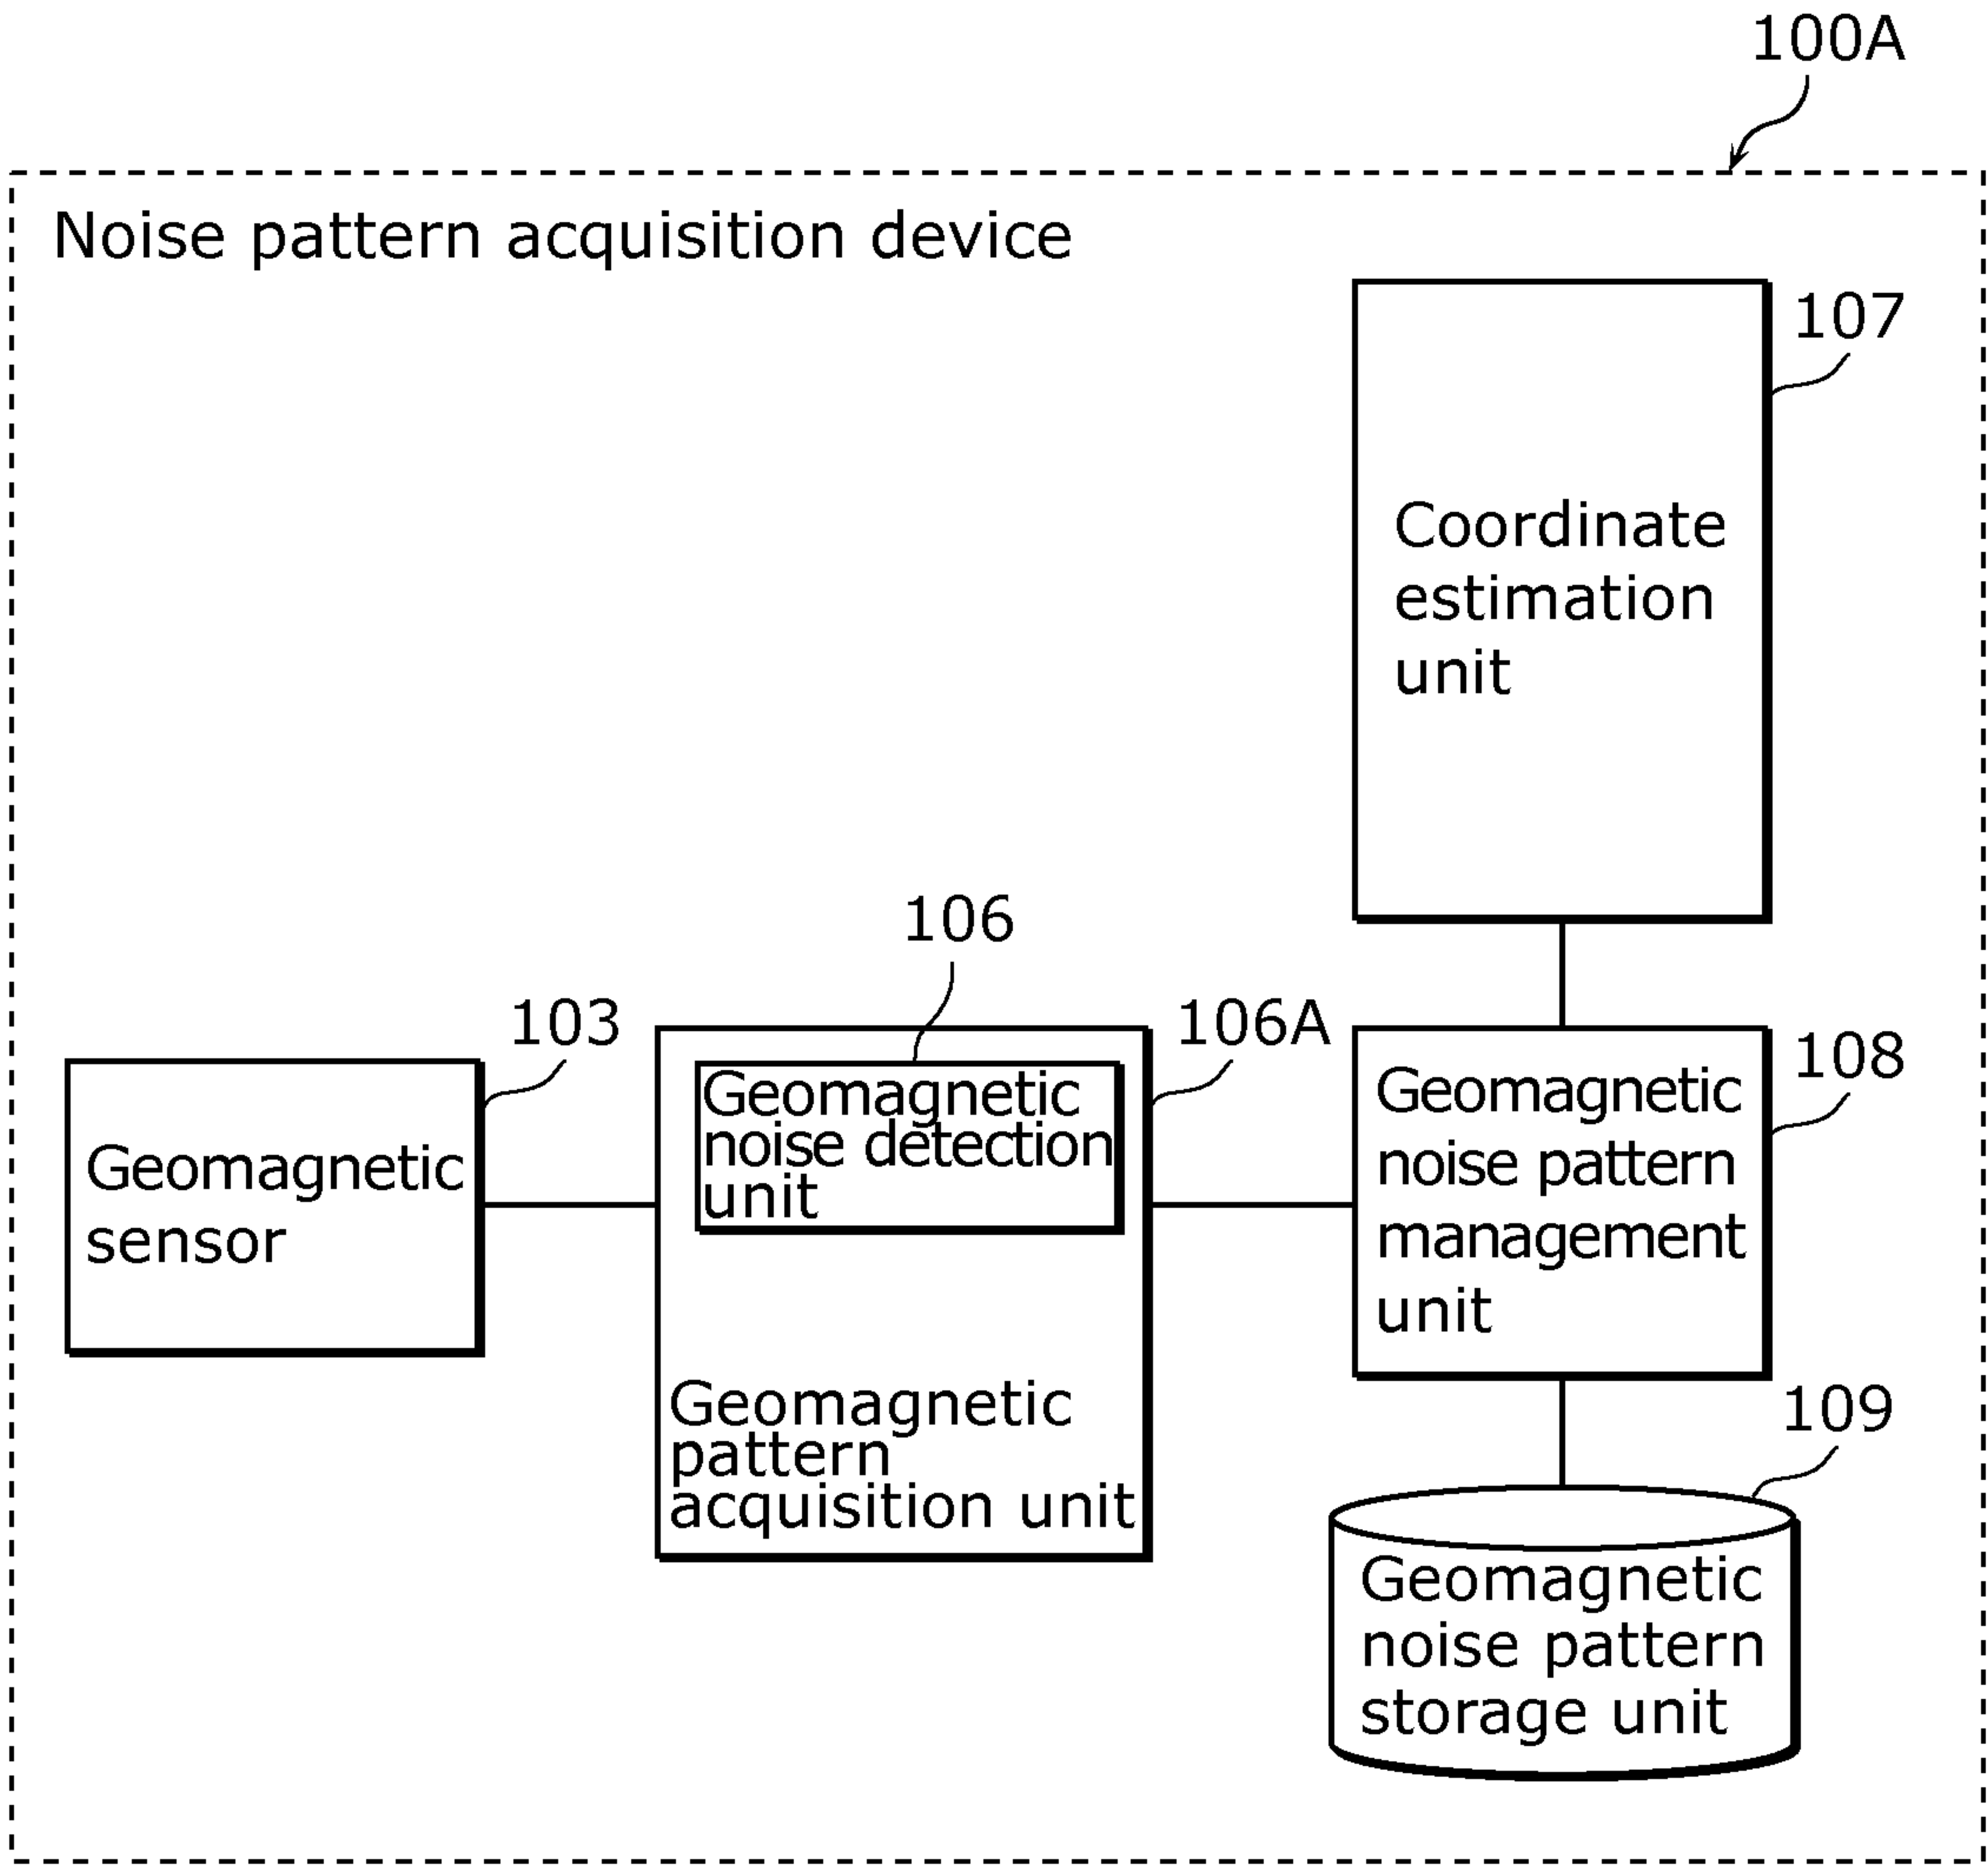 100A
Noise pattern acquisition device
107
Coordinate
estimation
unit
106
103
106A
108
Geomagnetic
sensor
Geomagnetic
noise detection
unit
Geomagnetic
pattern
acquisition unit
Geomagnetic
noise pattern
management
unit
109
Geomagnetic
noise pattern
storage unit